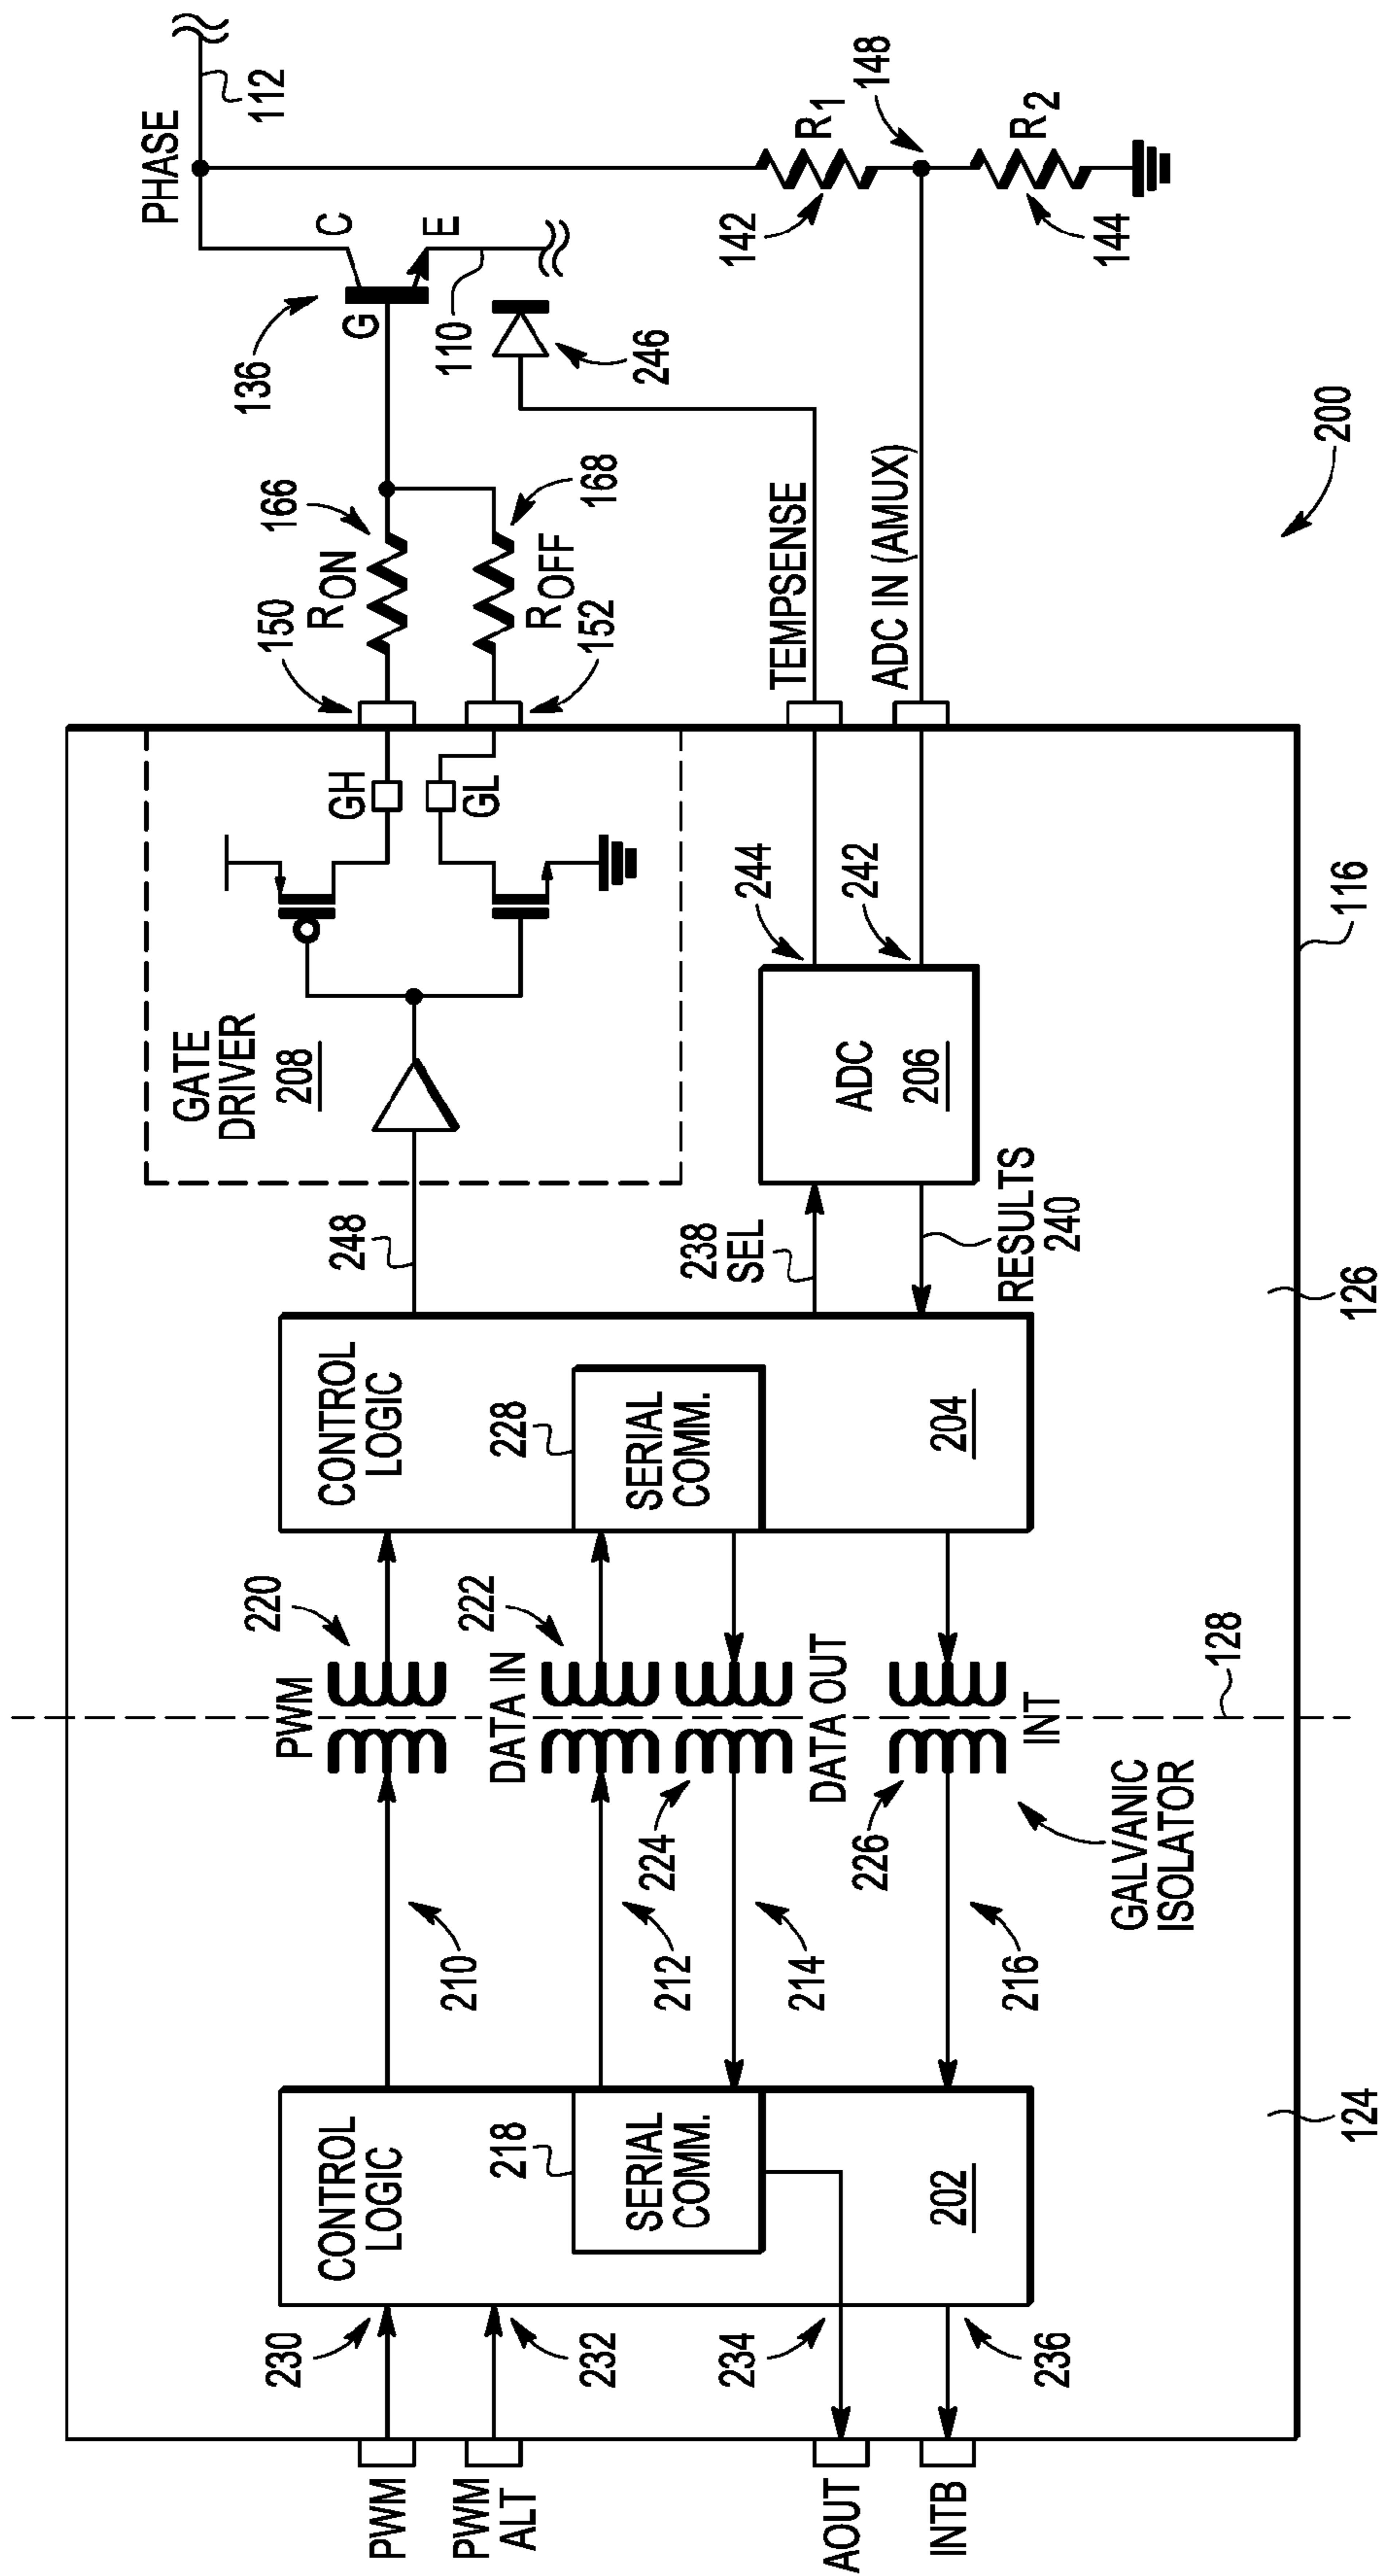 PWM
PWM
ALT
AOUT
INTB
230
232
234
236
CONTROL
LOGIC
218
SERIAL
COMM.
202
124
210
212
214
216
PWM
220
DATA IN
222
224
DATA OUT
226
INT
GALVANIC
ISOLATOR
128
CONTROL
LOGIC
228
SERIAL
COMM.
204
126
248
238
SEL
RESULTS
240
GATE
DRIVER
208
GH
GL
ADC
206
244
242
116
150
152
RON
166
ROFF
168
TEMPSENSE
ADC IN (AMUX)
136
G
C
E
110
246
PHASE
112
142
R1
148
144
R2
200